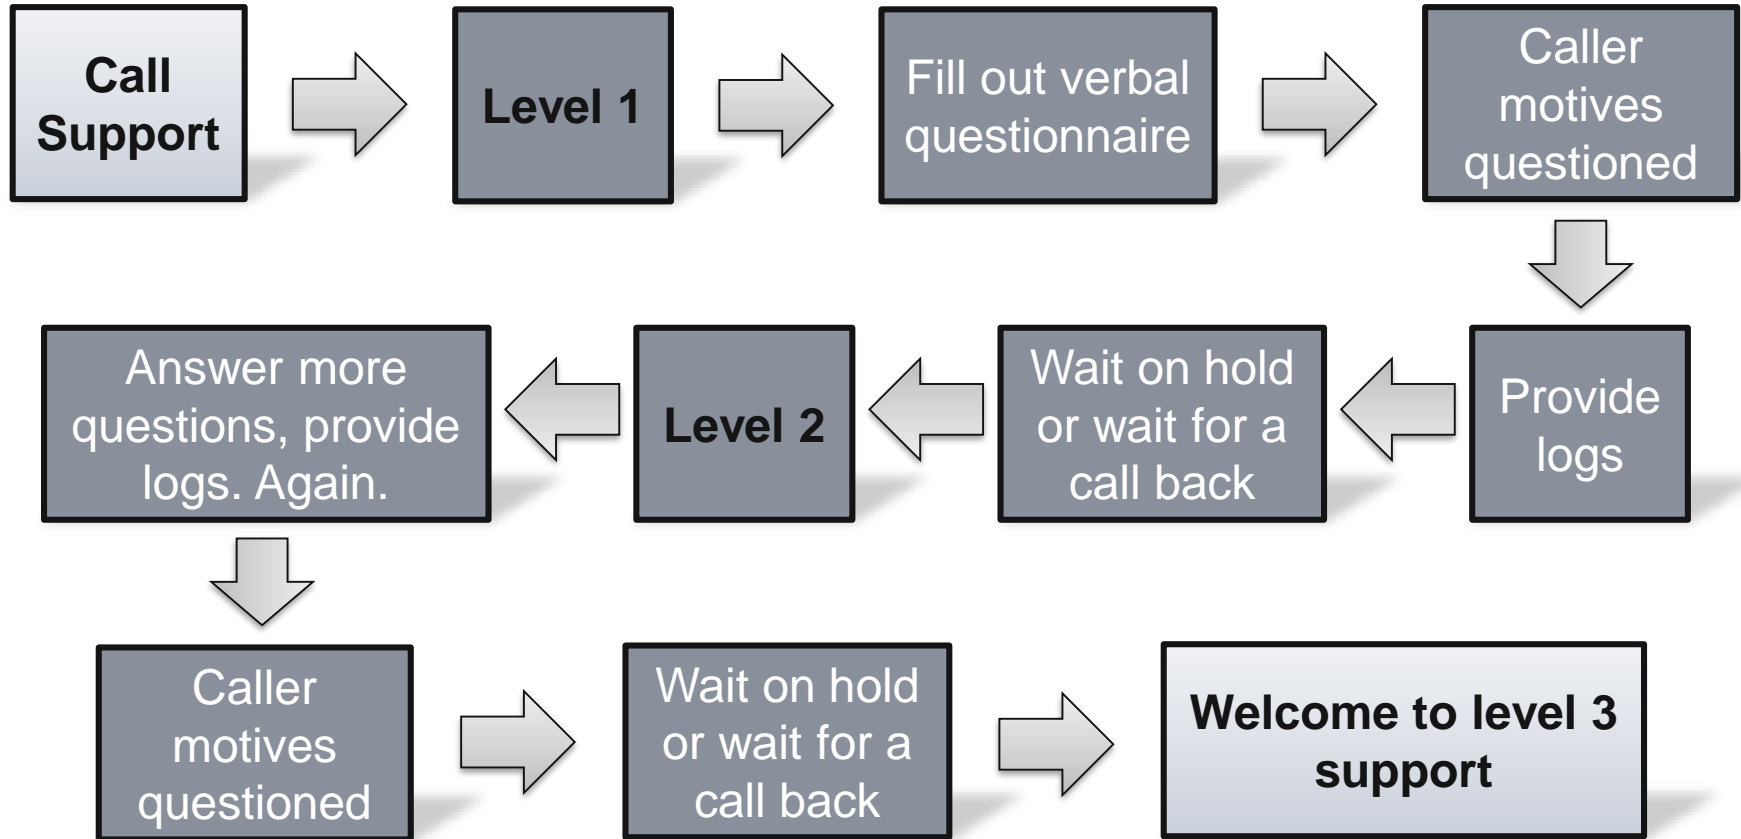 Call
Support
Level 1
Fill out verbal
questionnaire
Caller
motives
questioned
Provide
logs
Wait on hold
or wait for a
call back
Level 2
Answer more
questions, provide
logs. Again.
Caller
motives
questioned
Wait on hold
or wait for a
call back
Welcome to level 3
support